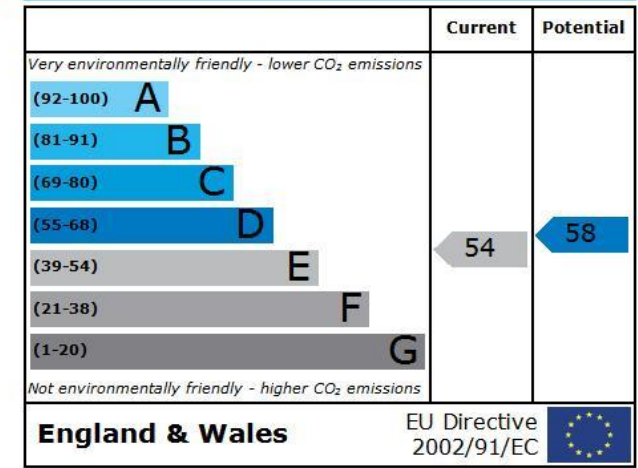 Current Potential
Very environmentally friendly - lower CO₂ emissions
(92-100) A
(81-91) B
(69-80) C
(55-68) D
(39-54) E
54
58
(21-38) F
(1-20) G
Not environmentally friendly - higher CO₂ emissions
England & Wales
EU Directive
2002/91/EC